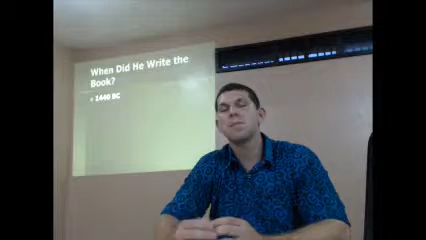 When Did He Write the
Book?
1440 BC